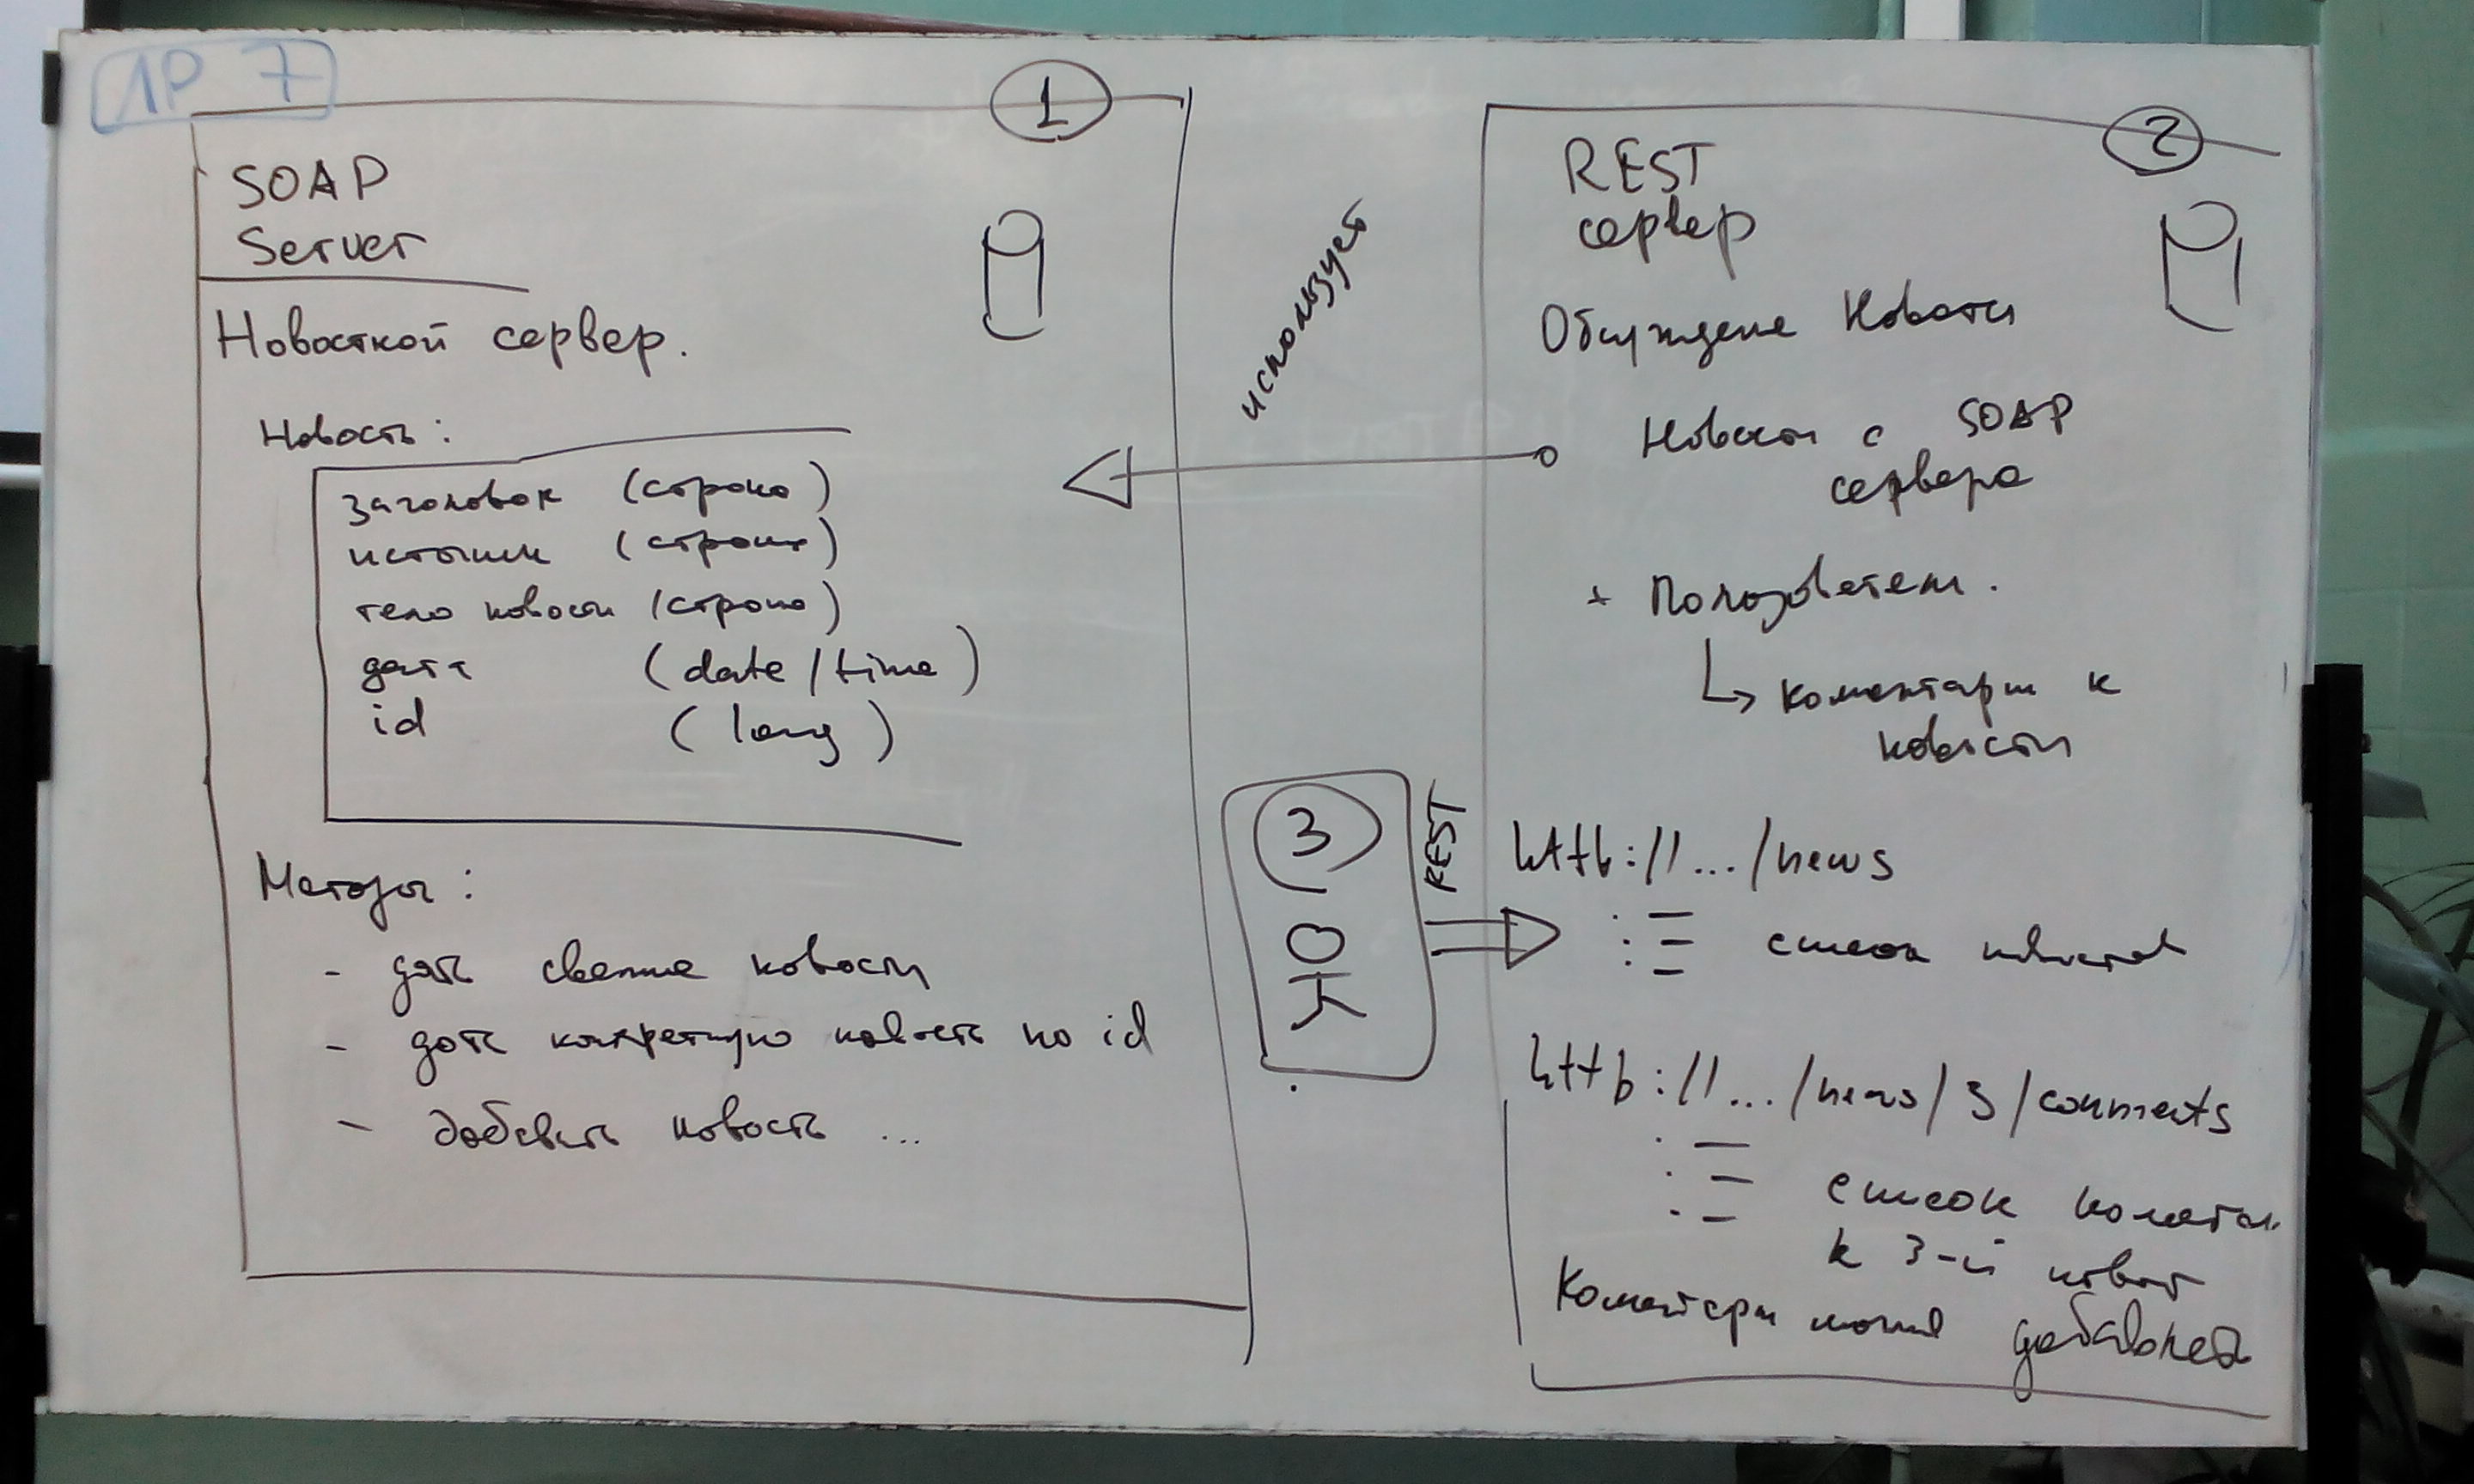 ЛР 7
1
SOAP
Server
Новосткой сервер.
Новость:
заголовок (строка)
источник (строка)
тело новости (строка)
дата (date/time)
id (long)
Методы:
- дать свежие новости
- дать конкретную новость по id
- добавить новость ...
использует
3
REST
2
REST
сервер
Обсуждение Новости
Новости с SOAP
сервера
+ Пользователи.
коментарии к
новости
http://.../news
список новостей
http://.../news/3/comments
список
к 3-й новости
Коментарии можно добавлять